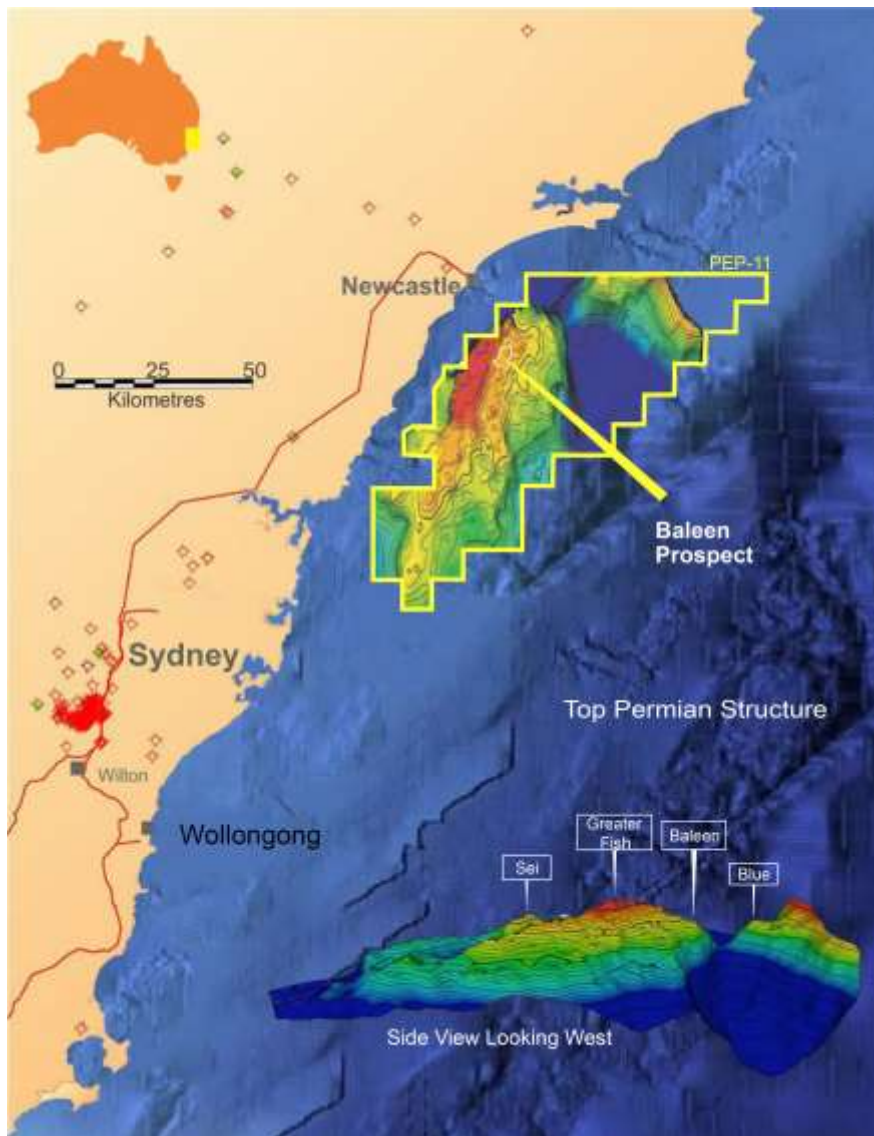 PEP-11
Newcastle
0 25 50
Kilometres
Baleen
Prospect
Sydney
Top Permian Structure
Wilton
Wollongong
Greater
Fish
Baleen
Sei
Blue
Side View Looking West